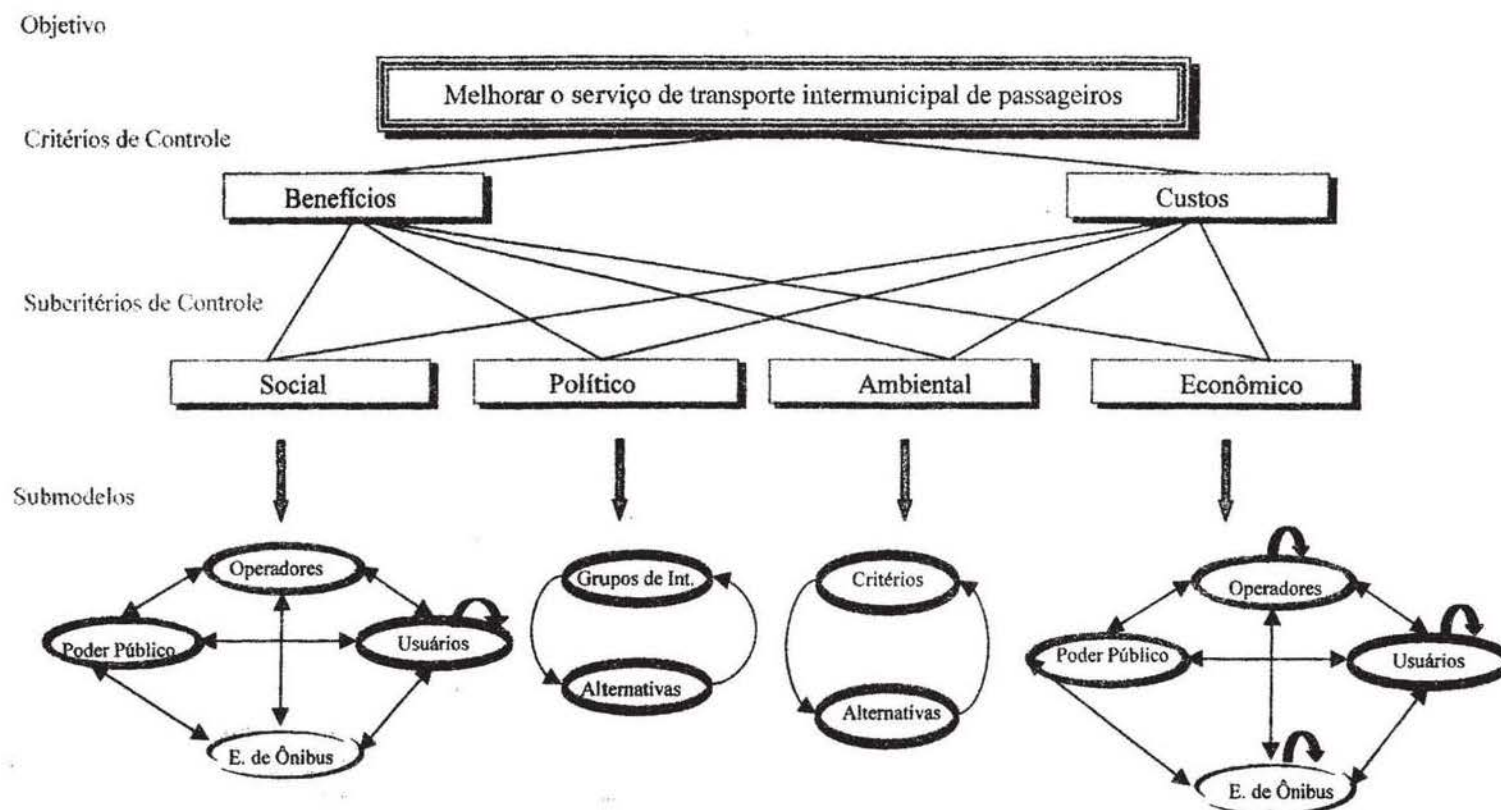 Objetivo
Melhorar o serviço de transporte intermunicipal de passageiros
Critérios de Controle
Benefícios
Custos
Subcritérios de Controle
Social
Político
Ambiental
Econômico
Submodelos
Operadores
Poder Público
Usuários
E. de Ônibus
Grupos de Int.
Alternativas
Critérios
Alternativas
Operadores
Poder Público
Usuários
E. de Ônibus